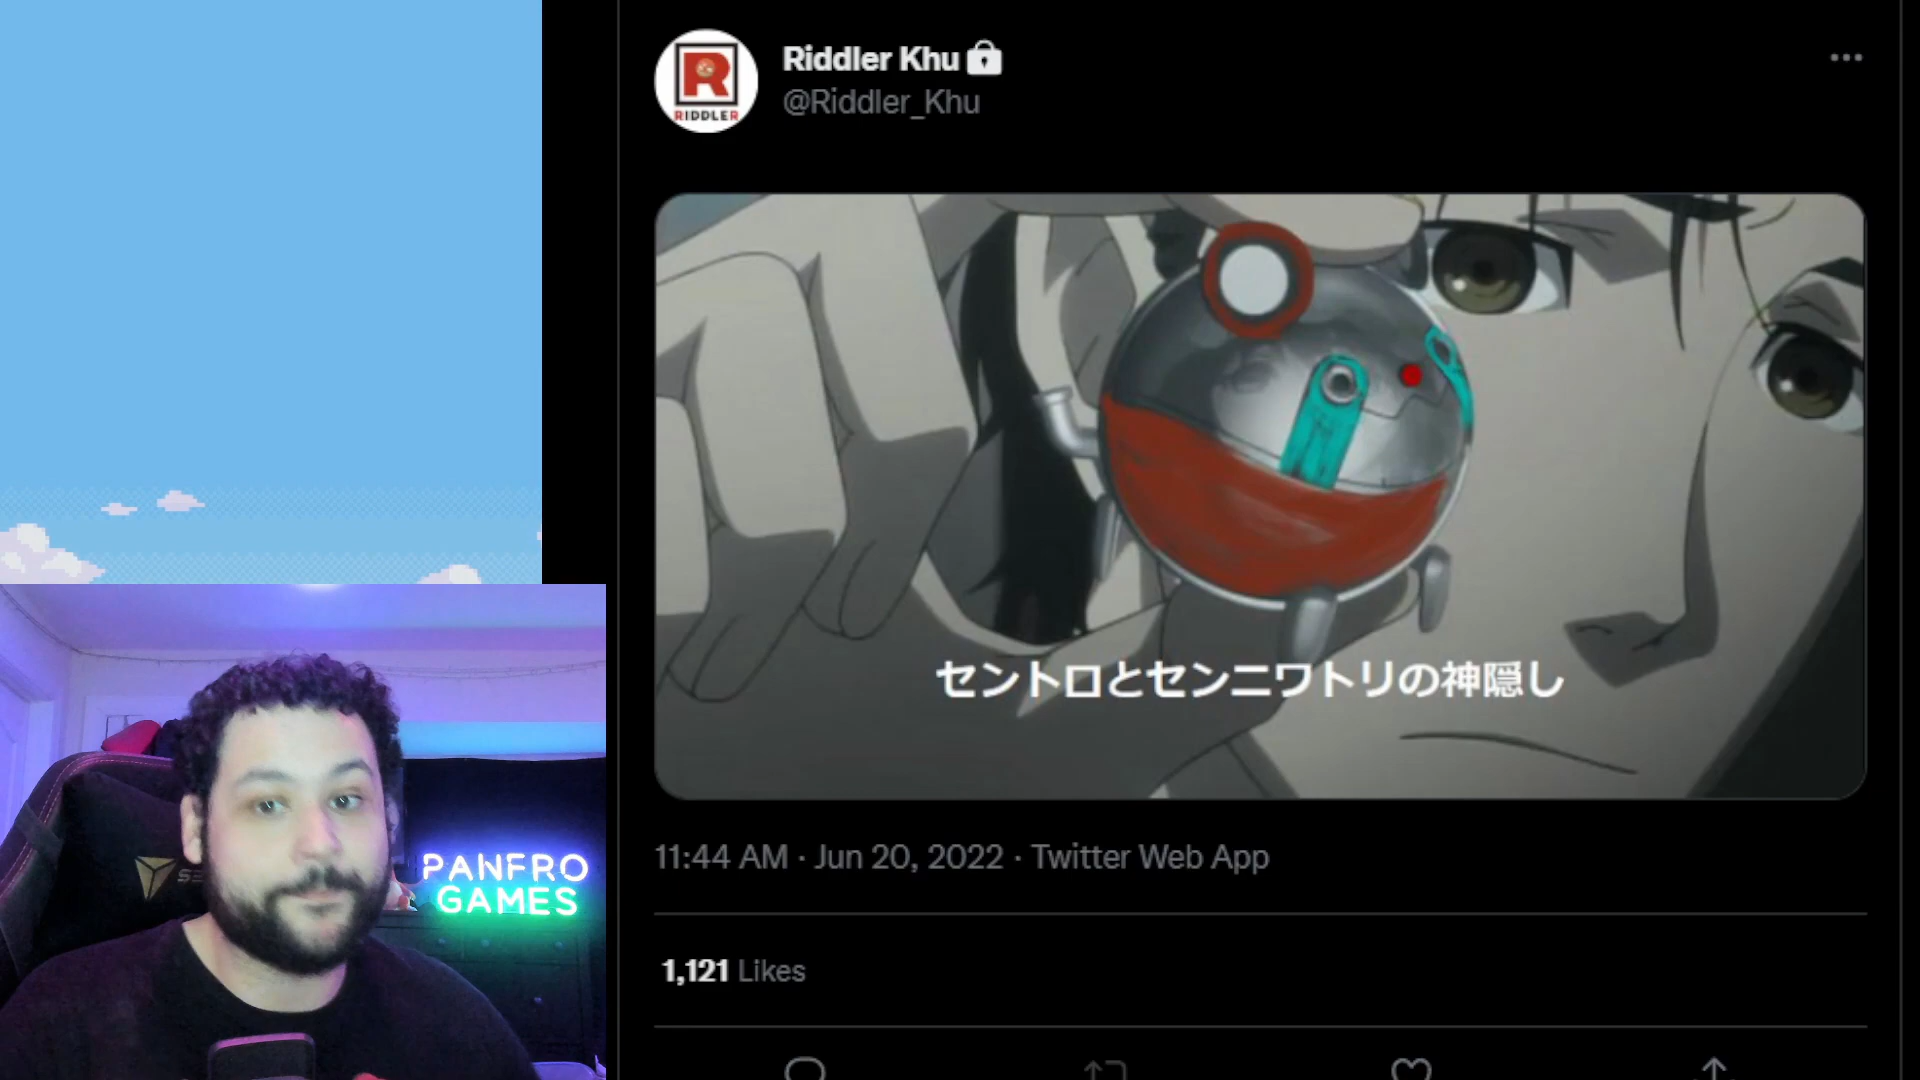 Riddler Khu
@Riddler_Khu
RIDDLER
セントロとセンニワトリの神隠し
11:44 AM · Jun 20, 2022 · Twitter Web App
1,121 Likes
PANFRO
GAMES